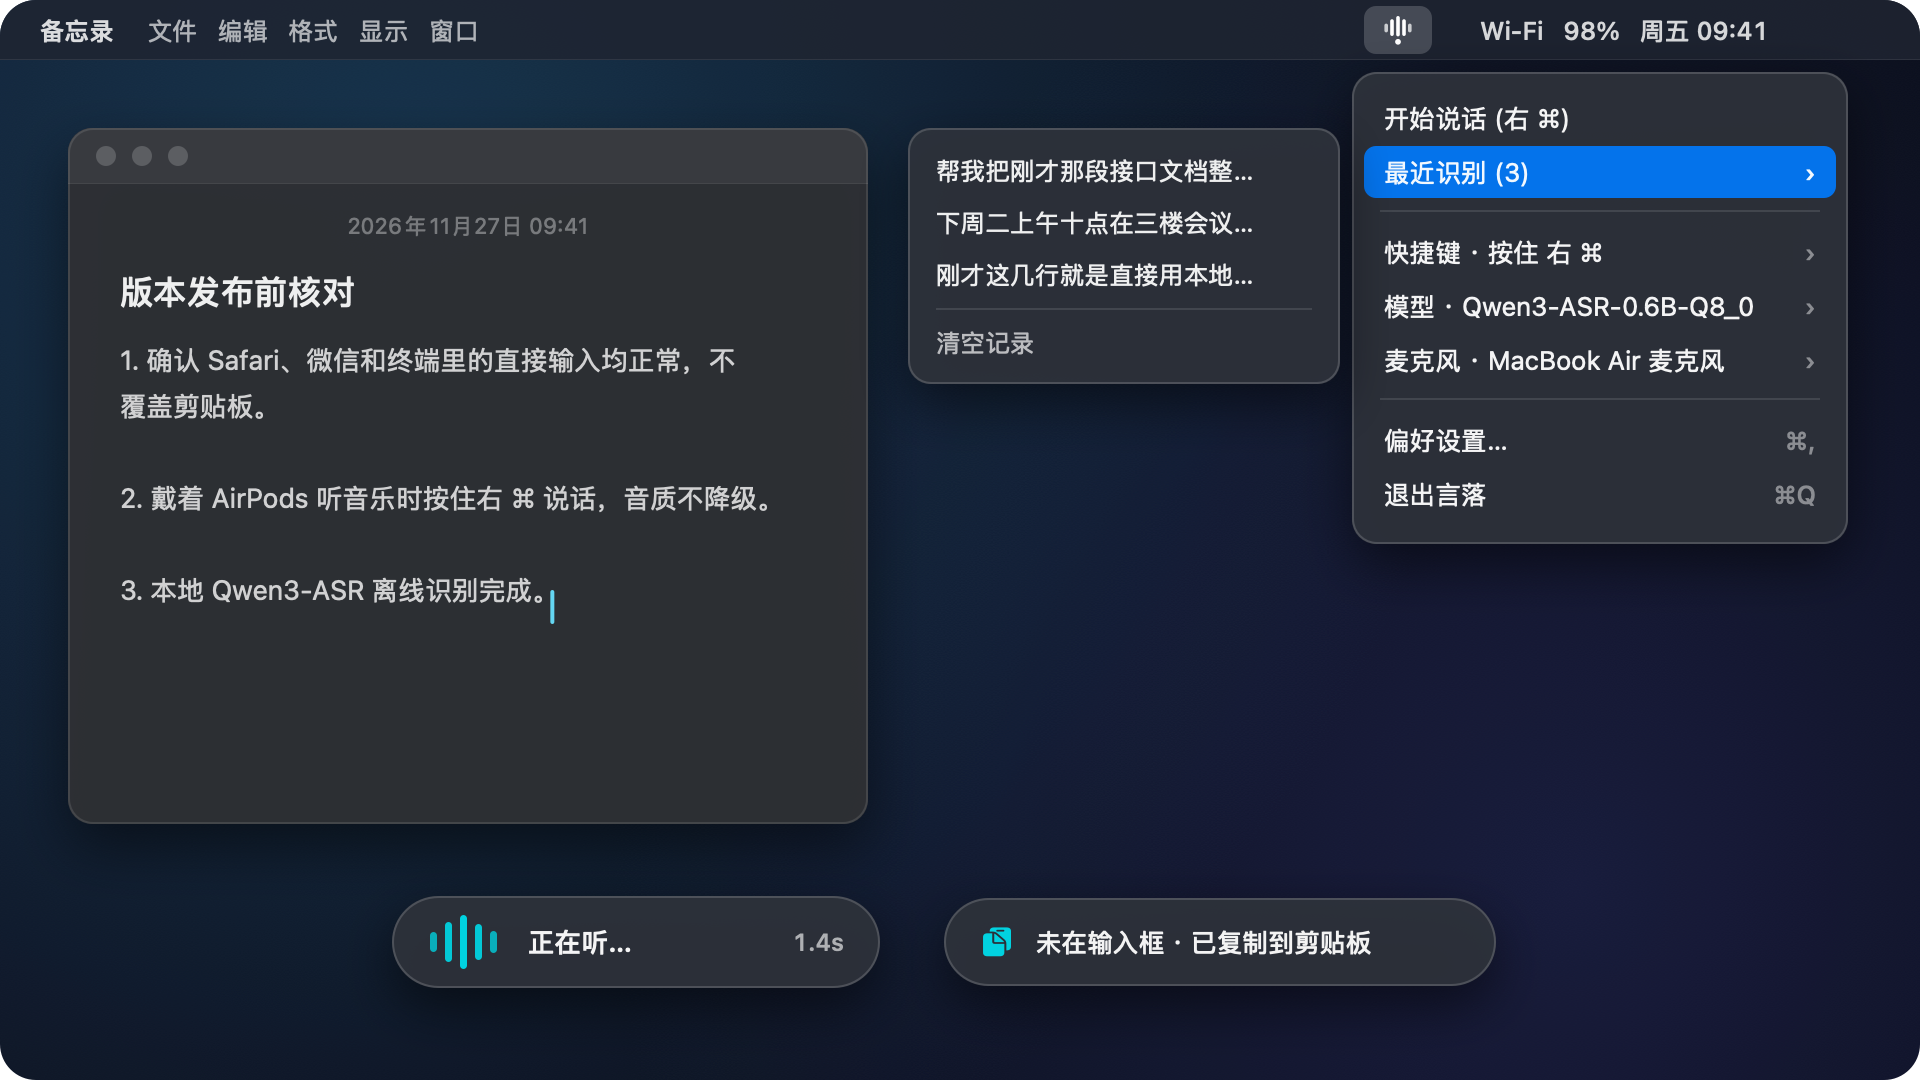 备忘录 文件 编辑 格式 显示 窗口 Wi-Fi 98% 周五 09:41
2026年11月27日 09:41
版本发布前核对
1. 确认 Safari、微信和终端里的直接输入均正常，不
覆盖剪贴板。
2. 戴着 AirPods 听音乐时按住右 ⌘ 说话，音质不降级。
3. 本地 Qwen3-ASR 离线识别完成。
帮我把刚才那段接口文档整...
下周二上午十点在三楼会议...
刚才这几行就是直接用本地...
清空记录
开始说话 (右 ⌘)
最近识别 (3) ›
快捷键 · 按住 右 ⌘ ›
模型 · Qwen3-ASR-0.6B-Q8_0 ›
麦克风 · MacBook Air 麦克风 ›
偏好设置... ⌘,
退出言落 ⌘Q
正在听... 1.4s
未在输入框 · 已复制到剪贴板